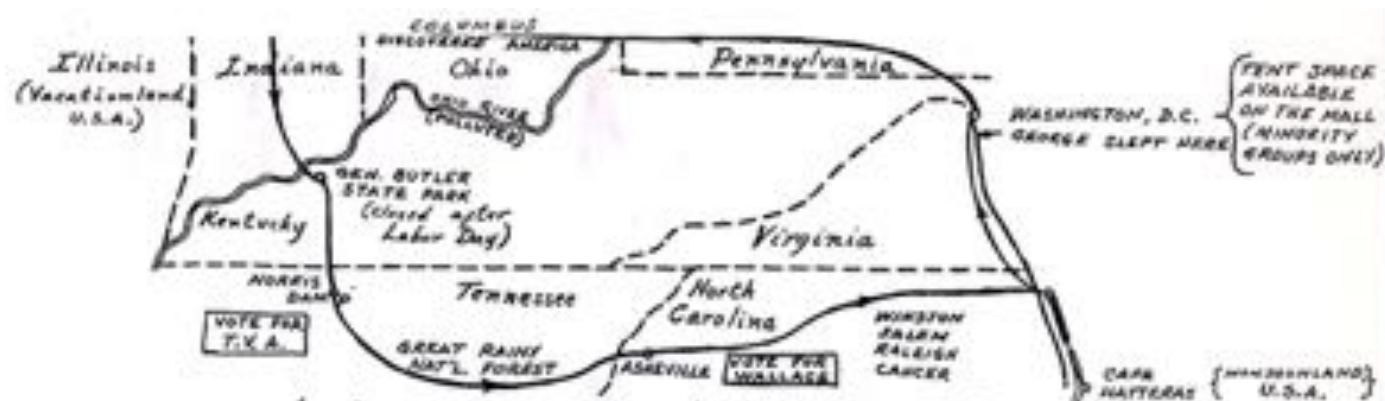 COLUMBUS
DISCOVERED AMERICA
Illinois
(Vacationland
U.S.A.)
Indiana
Ohio
Pennsylvania
OHIO RIVER
(POLLUTED)
WASHINGTON, D.C.
GEORGE SLEPT HERE
TENT SPACE
AVAILABLE
ON THE MALL
(MINORITY
GROUPS ONLY)
GEN. BUTLER
STATE PARK
(Closed after
Labor Day)
Kentucky
Virginia
NORRIS
DAM
Tennessee
North
Carolina
VOTE FOR
T.V.A.
GREAT RAINY
NAT'L FOREST
ASHEVILLE
VOTE FOR
WALLACE
WINSTON
SALEM
RALEIGH
CANCER
CAPE
HATTERAS
MONSOONLAND
U.S.A.